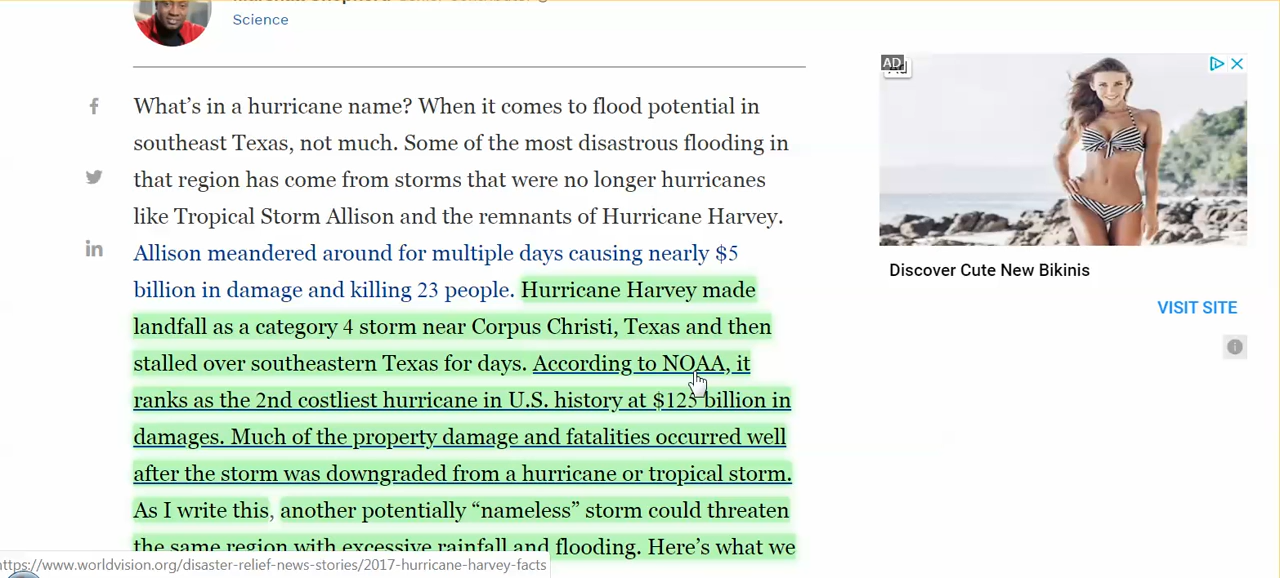 Science
What’s in a hurricane name? When it comes to flood potential in
southeast Texas, not much. Some of the most disastrous flooding in
that region has come from storms that were no longer hurricanes
like Tropical Storm Allison and the remnants of Hurricane Harvey.
Allison meandered around for multiple days causing nearly $5
billion in damage and killing 23 people. Hurricane Harvey made
landfall as a category 4 storm near Corpus Christi, Texas and then
stalled over southeastern Texas for days. According to NOAA, it
ranks as the 2nd costliest hurricane in U.S. history at $125 billion in
damages. Much of the property damage and fatalities occurred well
after the storm was downgraded from a hurricane or tropical storm.
As I write this, another potentially “nameless” storm could threaten
the same region with excessive rainfall and flooding. Here’s what we
https://www.worldvision.org/disaster-relief-news-stories/2017-hurricane-harvey-facts
f
in
AD
Ad
Discover Cute New Bikinis
VISIT SITE